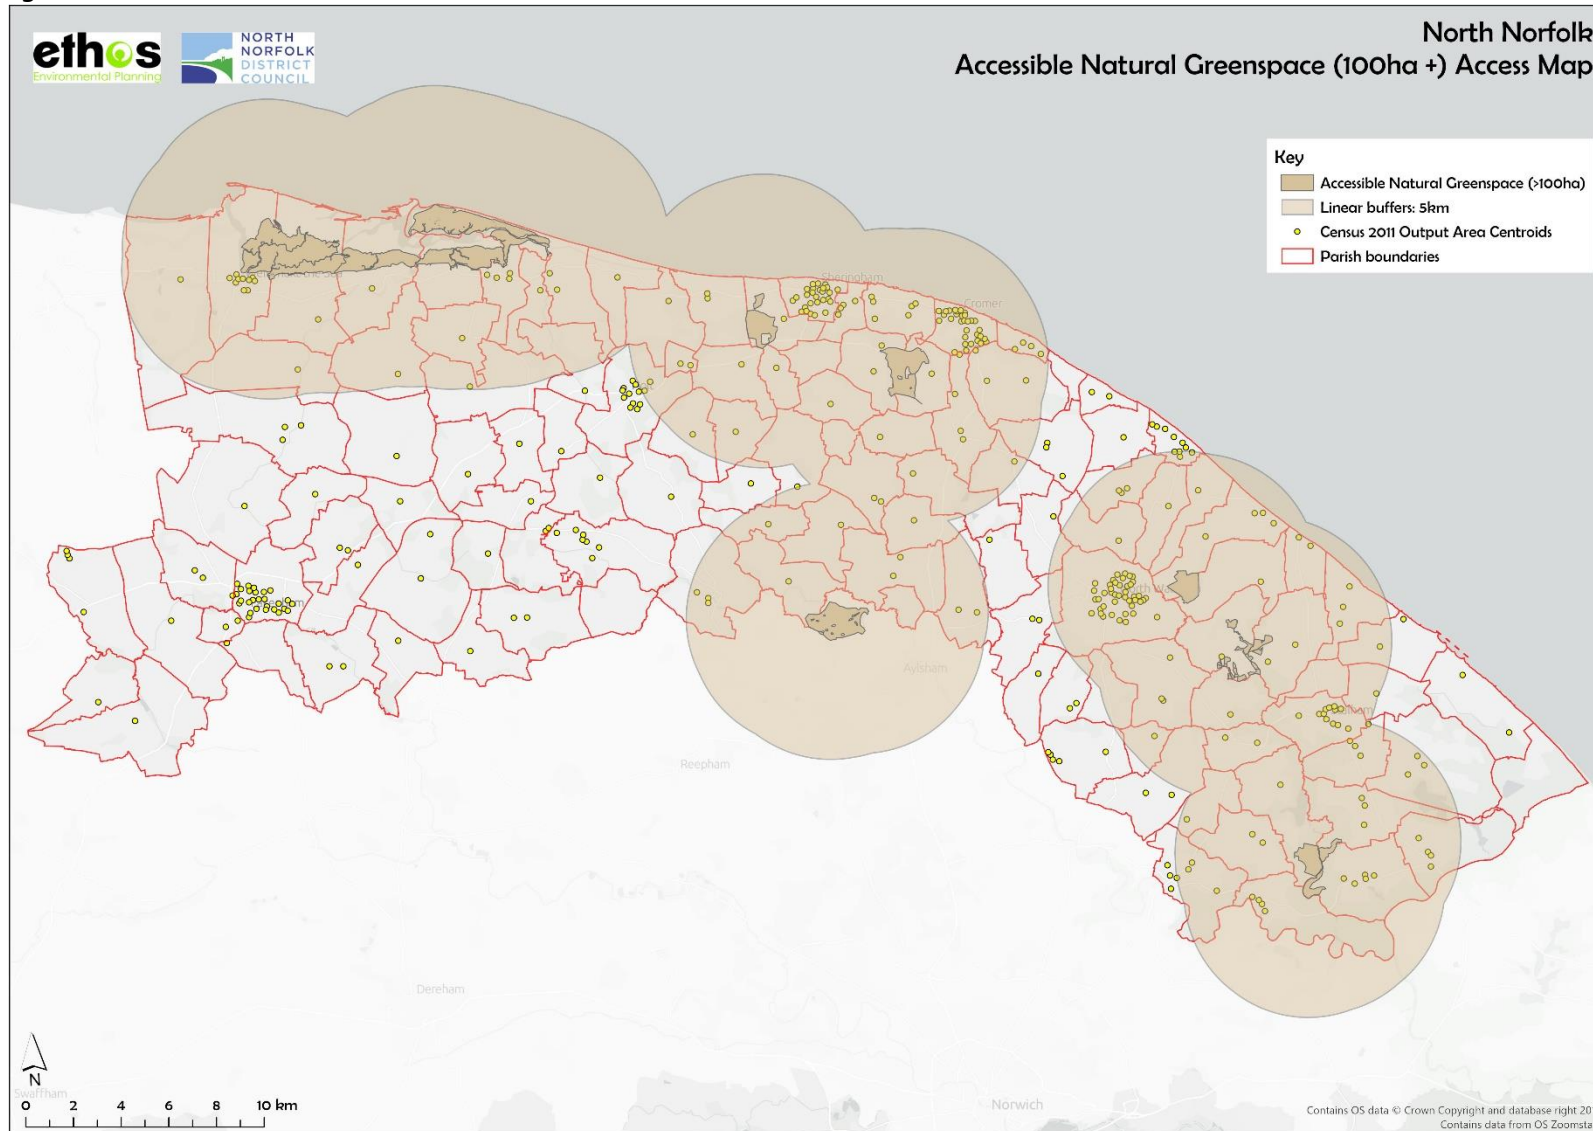 ethos
Environmental Planning
NORTH
NORFOLK
DISTRICT
COUNCIL
North Norfolk
Accessible Natural Greenspace (100ha +) Access Map
Key
Accessible Natural Greenspace (>100ha)
Linear buffers: 5km
Census 2011 Output Area Centroids
Parish boundaries
Sheringham
Cromer
Aylsham
Reepham
Dereham
Swaffham
Norwich
N
0 2 4 6 8 10 km
Contains OS data © Crown Copyright and database right 20
Contains data from OS Zoomsta